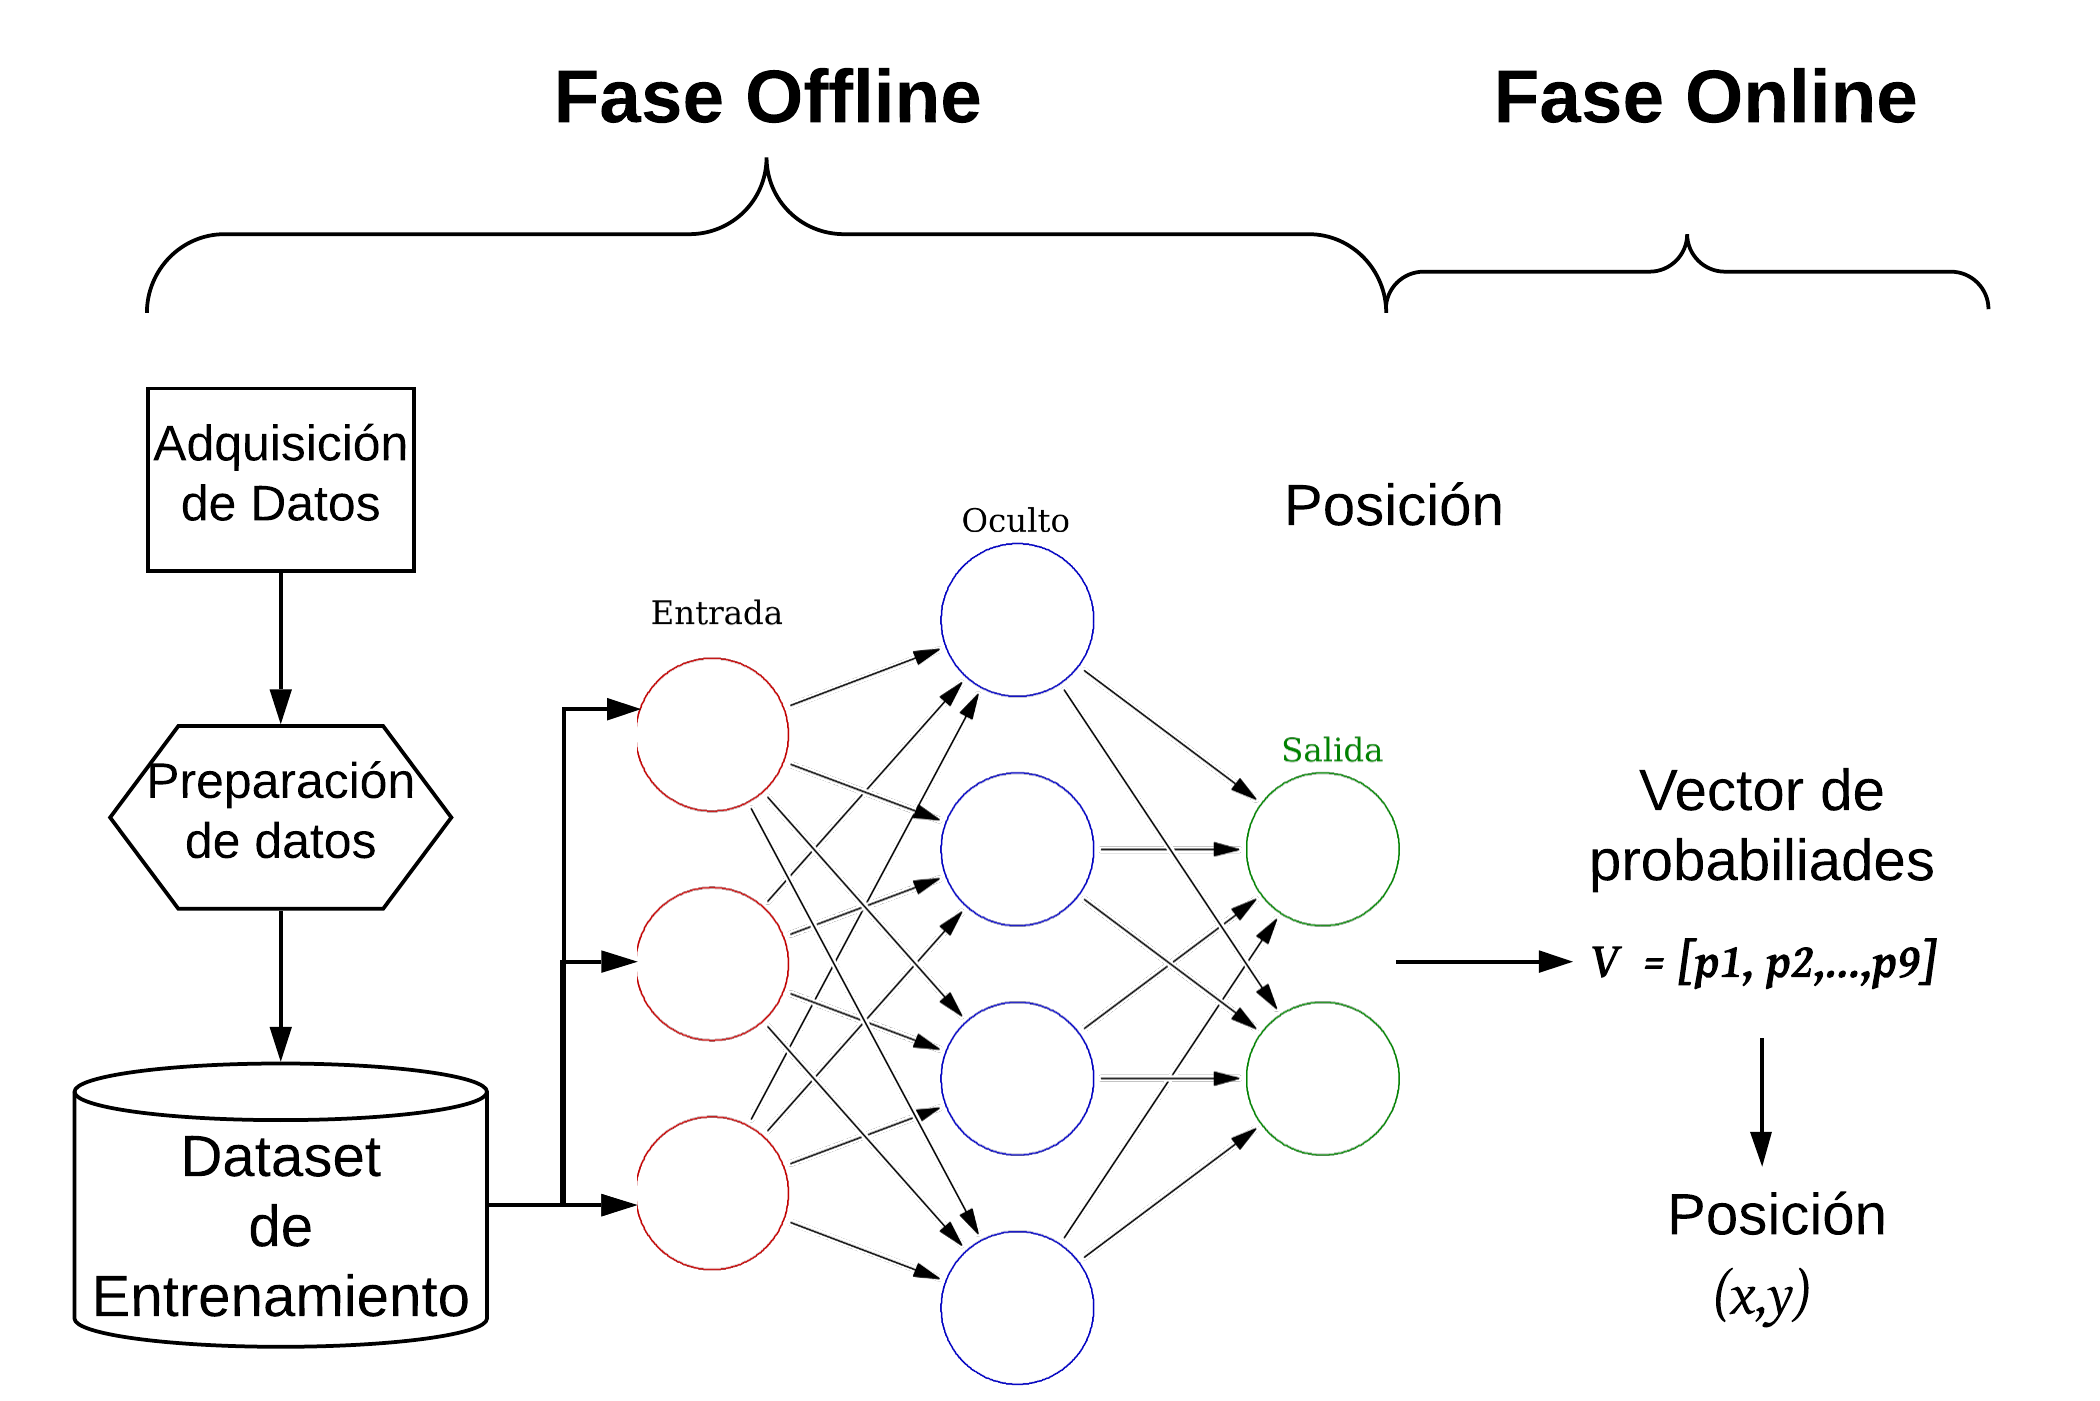 Fase Offline
Fase Online
Adquisición
de Datos
Preparación
de datos
Dataset
de
Entrenamiento
Entrada
Oculto
Posición
Salida
Vector de
probabiliades
V = [p1, p2,...,p9]
Posición
(x,y)